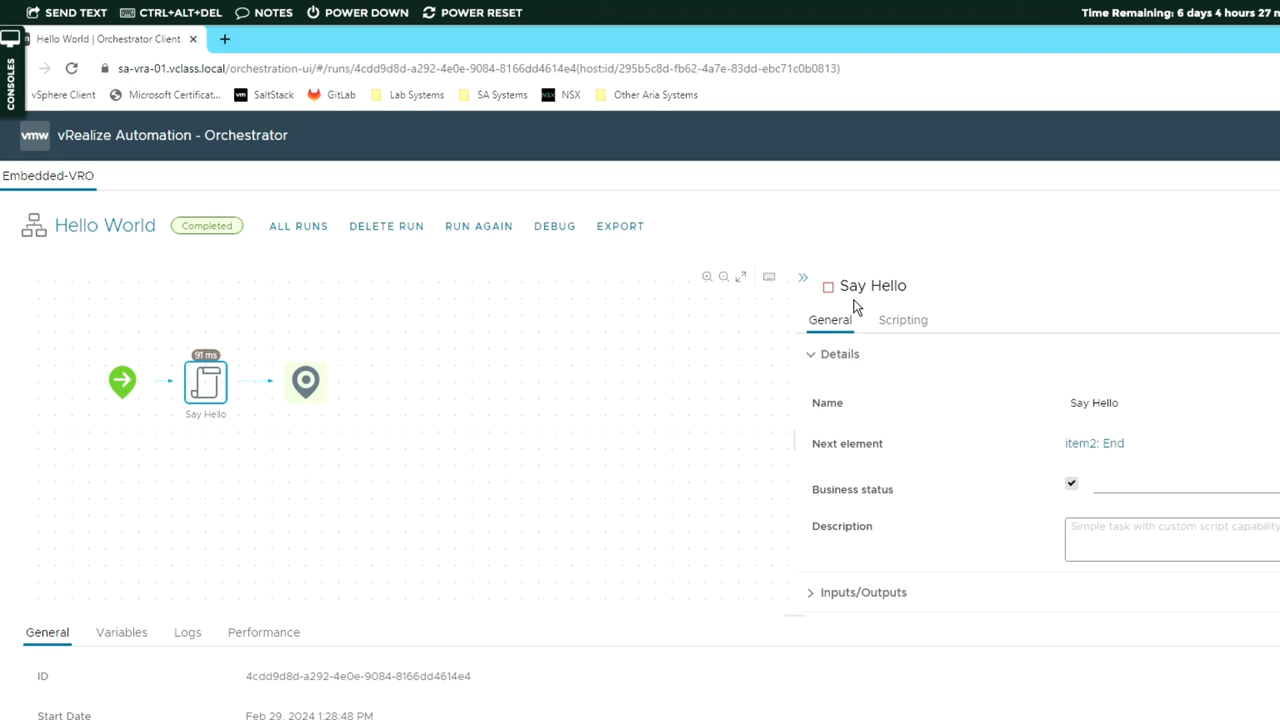 SEND TEXT CTRL+ALT+DEL NOTES POWER DOWN POWER RESET Time Remaining: 6 days 4 hours 27
CONSOLES
Hello World | Orchestrator Client
sa-vra-01.vclass.local/orchestration-ui/#/runs/4cdd9d8d-a292-4e0e-9084-8166dd4614e4(host:id/295b5c8d-fb62-4a7e-83dd-ebc71c0b0813)
vSphere Client Microsoft Certificat... vm SaltStack GitLab Lab Systems SA Systems NSX NSX Other Aria Systems
vmw vRealize Automation - Orchestrator
Embedded-VRO
Hello World Completed ALL RUNS DELETE RUN RUN AGAIN DEBUG EXPORT
Say Hello
General Scripting
Details
91 ms
Say Hello
Name Say Hello
Next element item2: End
Business status
Description Simple task with custom script capability
Inputs/Outputs
General Variables Logs Performance
ID 4cdd9d8d-a292-4e0e-9084-8166dd4614e4
Start Date Feb 29, 2024 1:28:48 PM